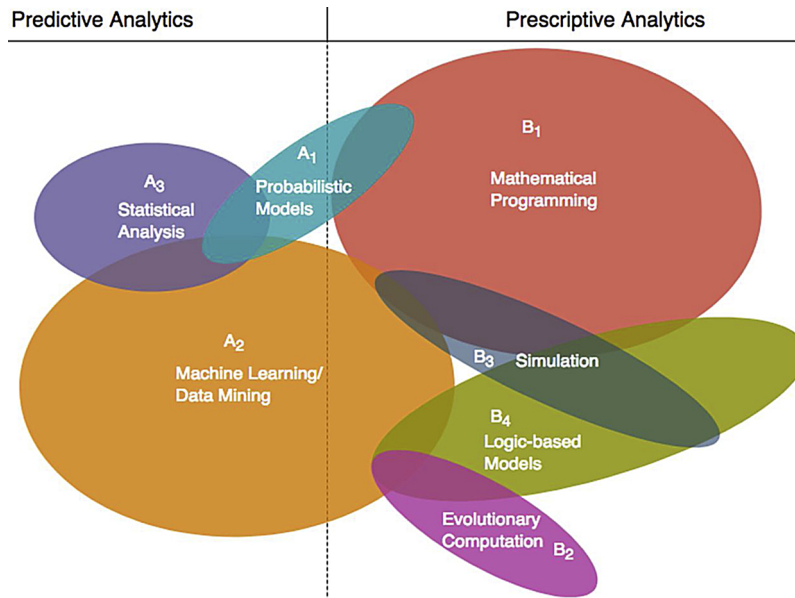 Predictive Analytics
Prescriptive Analytics
B1
A1
Probabilistic
Models
A3
Statistical
Analysis
Mathematical
Programming
A2
Machine Learning/
Data Mining
B3 Simulation
B4
Logic-based
Models
Evolutionary
Computation B2